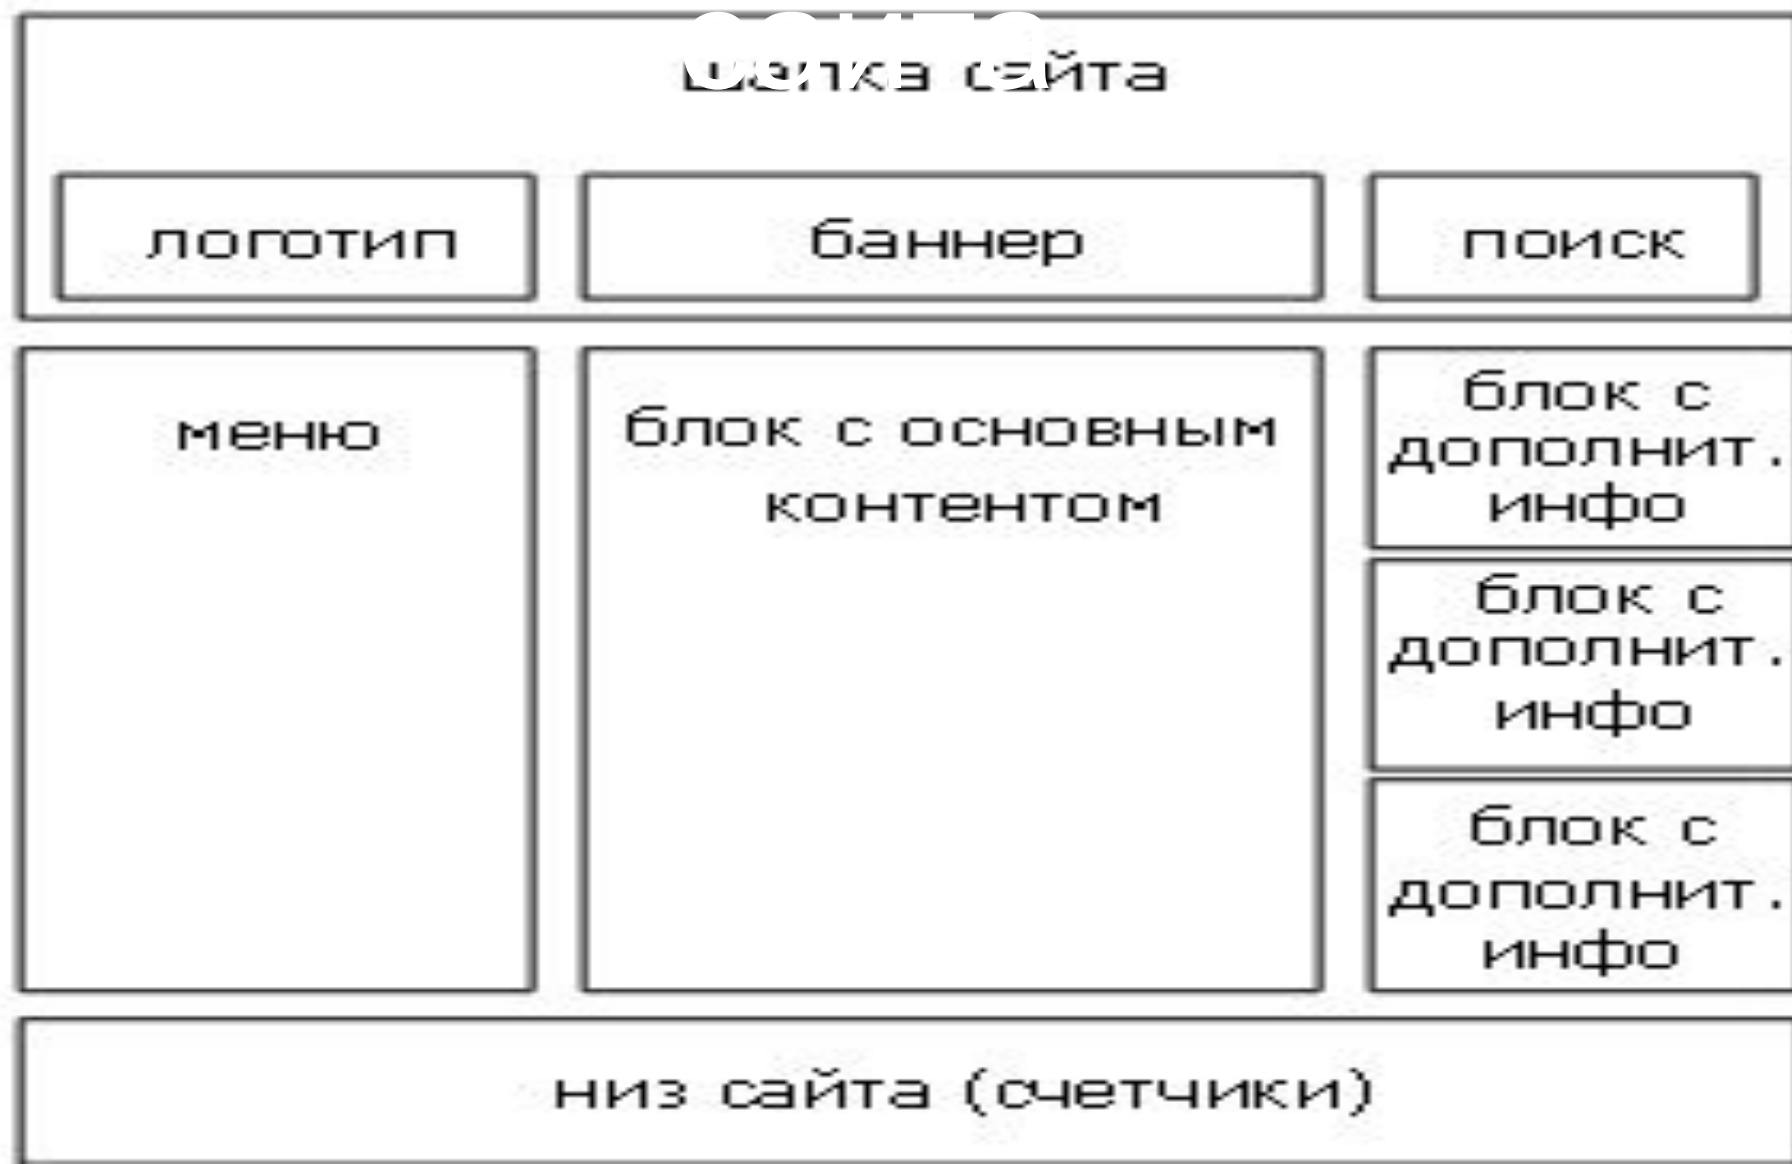 шапка сайта
логотип
баннер
поиск
меню
блок с основным
контентом
блок с
дополнит.
инфо
блок с
дополнит.
инфо
блок с
дополнит.
инфо
низ сайта (счетчики)